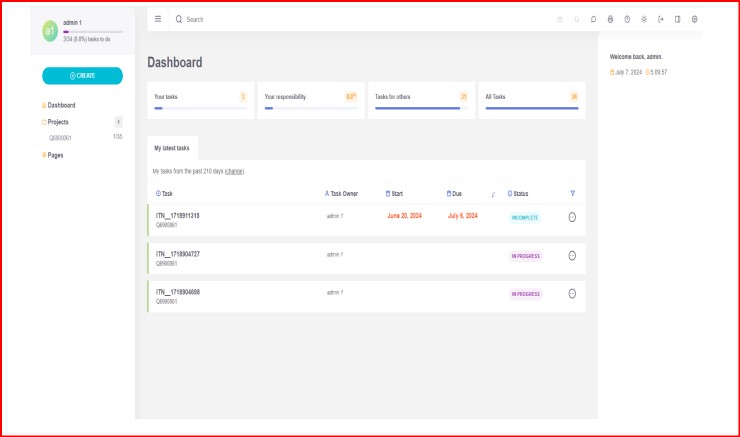 a1
admin 1
3/34 (8.8%) tasks to do
CREATE
Dashboard
Projects 1
Q6900061 1/35
Pages
Search
Dashboard
Your tasks 3
Your responsibility 8.8%
Tasks for others 31
All Tasks 34
My latest tasks
My tasks from the past 210 days (change)
Task Task Owner Start Due Status
ITN__1718911315 admin 1 June 20, 2024 July 6, 2024 INCOMPLETE
Q6900061
ITN__1718904727 admin 1 IN PROGRESS
Q6900061
ITN__1718904698 admin 1 IN PROGRESS
Q6900061
Welcome back, admin.
July 7, 2024 5:09:57